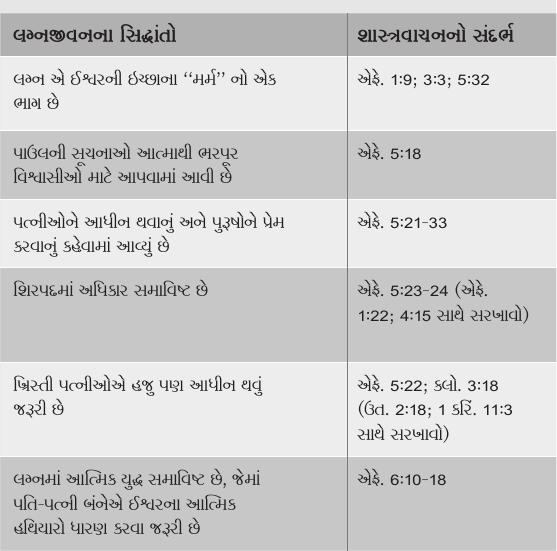 લગ્નજીવનના સિદ્ધાંતો
શાસ્ત્રવચનનો સંદર્ભ
લગ્ન એ ઈશ્વરની ઇચ્છાના “મર્મ” નો એક
ભાગ છે
એફે. 1:9; 3:3; 5:32
પાઉલની સૂચનાઓ આત્માથી ભરપૂર
વિશ્વાસીઓ માટે આપવામાં આવી છે
એફે. 5:18
પત્નીઓને આધીન થવાનું અને પુરૂષોને પ્રેમ
કરવાનું કહેવામાં આવ્યું છે
એફે. 5:21-33
શિરપદમાં અધિકાર સમાવિષ્ટ છે
એફે. 5:23-24 (એફે.
1:22; 4:15 સાથે સરખાવો)
ખ્રિસ્તી પત્નીઓએ હજુ પણ આધીન થવું
જરૂરી છે
એફે. 5:22; ક્લો. 3:18
(ઉત. 2:18; 1 કરિં. 11:3
સાથે સરખાવો)
લગ્નમાં આત્મિક યુદ્ધ સમાવિષ્ટ છે, જેમાં
પતિ-પત્ની બંનેએ ઈશ્વરના આત્મિક
હથિયારો ધારણ કરવા જરૂરી છે
એફે. 6:10-18